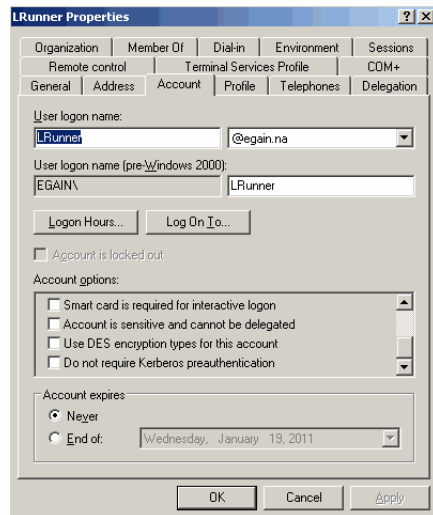 LRunner Properties
Organization Member Of Dial-in Environment Sessions
Remote control Terminal Services Profile COM+
General Address Account Profile Telephones Delegation
User logon name:
LRunner @egain.na
User logon name (pre-Windows 2000):
EGAIN\ LRunner
Logon Hours... Log On To...
Account is locked out
Account options:
Smart card is required for interactive logon
Account is sensitive and cannot be delegated
Use DES encryption types for this account
Do not require Kerberos preauthentication
Account expires
Never
End of: Wednesday, January 19, 2011
OK Cancel Apply